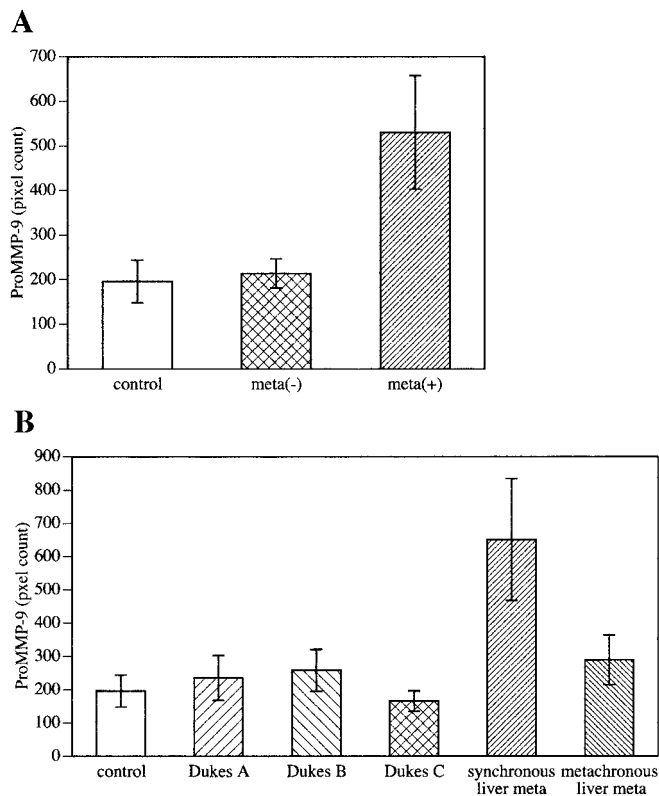 A
700
600
500
400
300
200
100
0
ProMMP-9 (pixel count)
control meta(-) meta(+)
B
900
800
700
600
500
400
300
200
100
0
ProMMP-9 (pxel count)
control Dukes A Dukes B Dukes C synchronous metachronous
liver meta liver meta